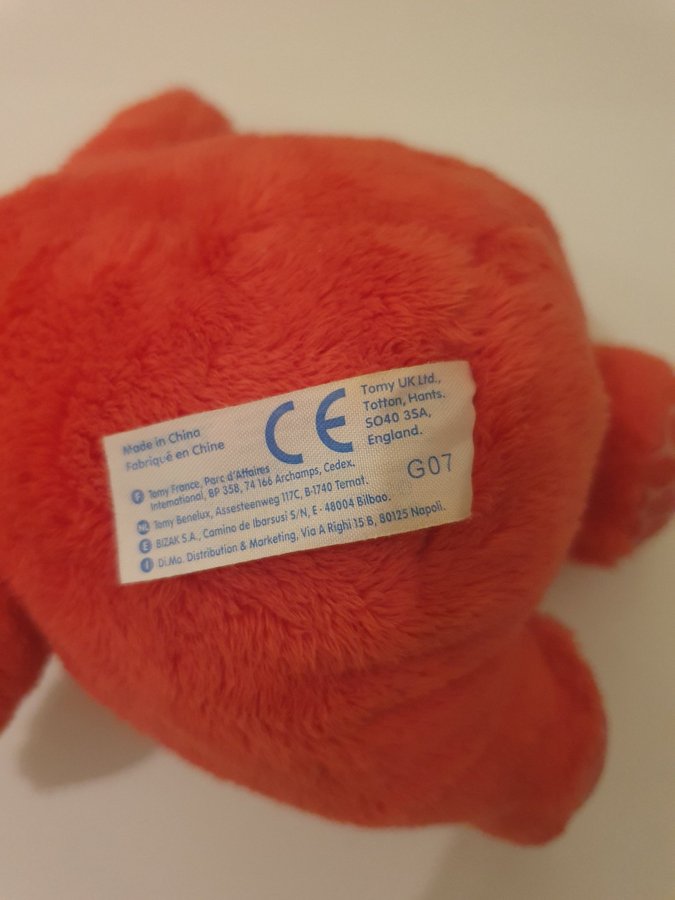 Made in China
Fabriqué en Chine
CE
Tomy UK Ltd.,
Totton, Hants.
SO40 3SA,
England.
F Tomy France, Parc d'Affaires
International, BP 358, 74 166 Archamps, Cedex.
NL Tomy Benelux, Assesteenweg 117C, B-1740 Ternat.
E BIZAK S.A., Camino de Ibarsusi S/N, E - 48004 Bilbao.
I Di.Mo. Distribution & Marketing, Via A Righi 15 B, 80125 Napoli.
G07